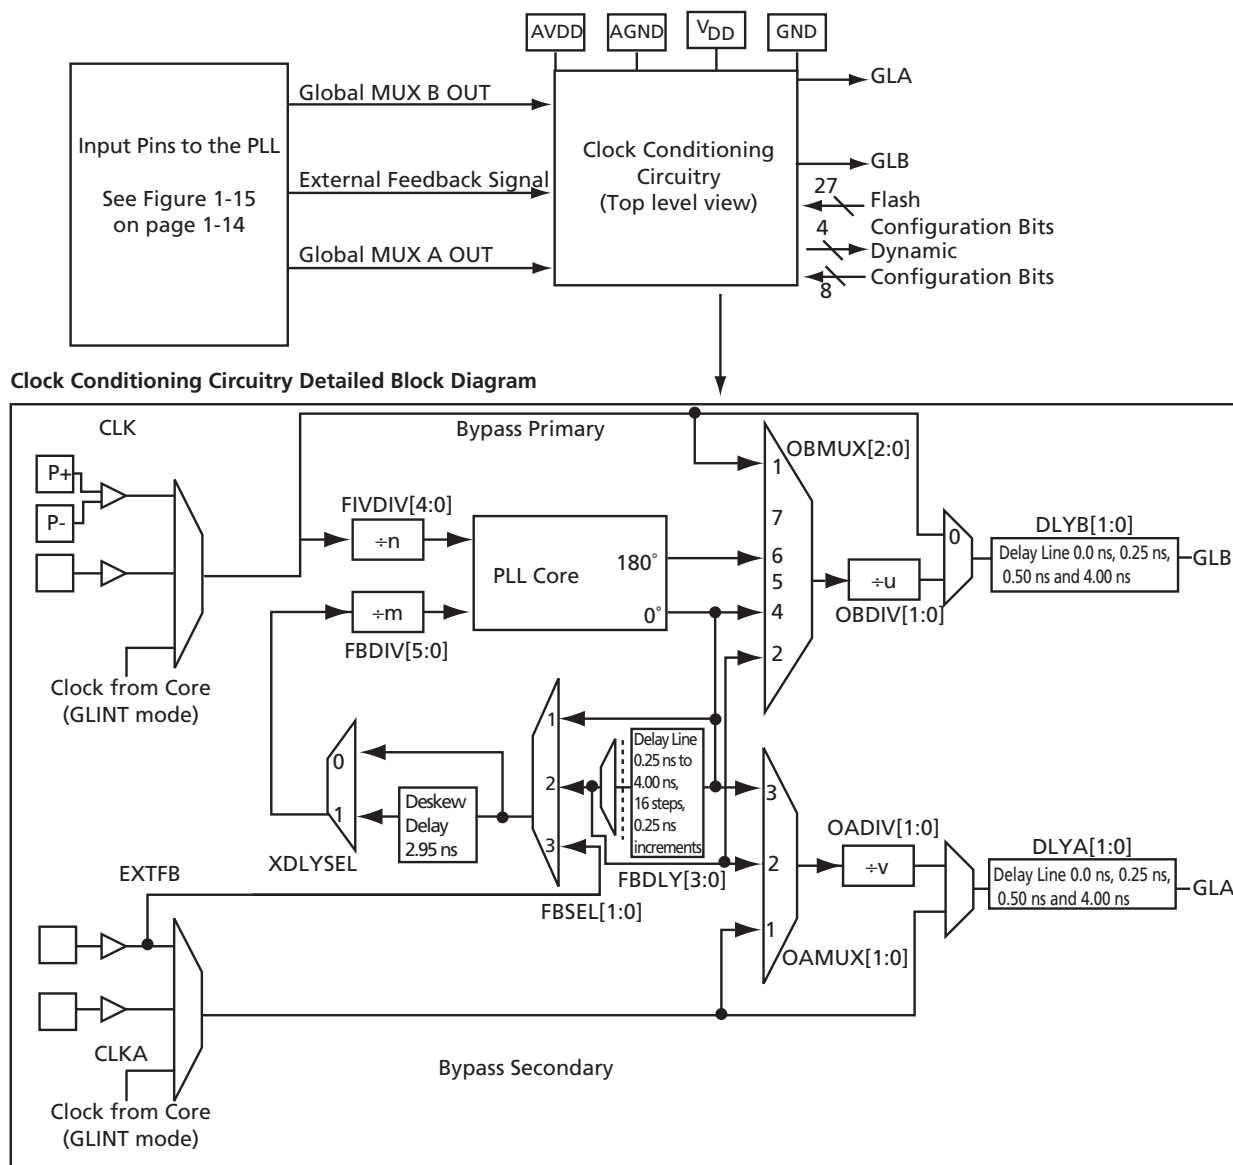 AVDD
AGND
VDD
GND
Input Pins to the PLL
See Figure 1-15
on page 1-14
Global MUX B OUT
External Feedback Signal
Global MUX A OUT
Clock Conditioning
Circuitry
(Top level view)
GLA
GLB
27
Flash
Configuration Bits
4
Dynamic
Configuration Bits
8
Clock Conditioning Circuitry Detailed Block Diagram
CLK
P+
P-
Clock from Core
(GLINT mode)
Bypass Primary
FIVDIV[4:0]
÷n
÷m
FBDIV[5:0]
PLL Core
180°
0°
OBMUX[2:0]
1
7
6
5
4
2
÷u
OBDIV[1:0]
0
DLYB[1:0]
Delay Line 0.0 ns, 0.25 ns,
0.50 ns and 4.00 ns
GLB
0
1
XDLYSEL
Deskew
Delay
2.95 ns
1
2
3
FBSEL[1:0]
Delay Line
0.25 ns to
4.00 ns,
16 steps,
0.25 ns
increments
FBDLY[3:0]
3
2
1
OAMUX[1:0]
OADIV[1:0]
÷v
DLYA[1:0]
Delay Line 0.0 ns, 0.25 ns,
0.50 ns and 4.00 ns
GLA
EXTFB
CLKA
Clock from Core
(GLINT mode)
Bypass Secondary